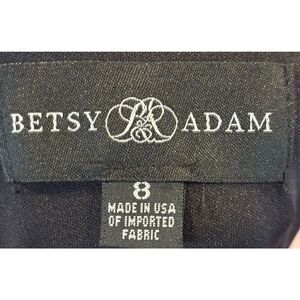 BETSY B&A ADAM
8
MADE IN USA
OF IMPORTED
FABRIC